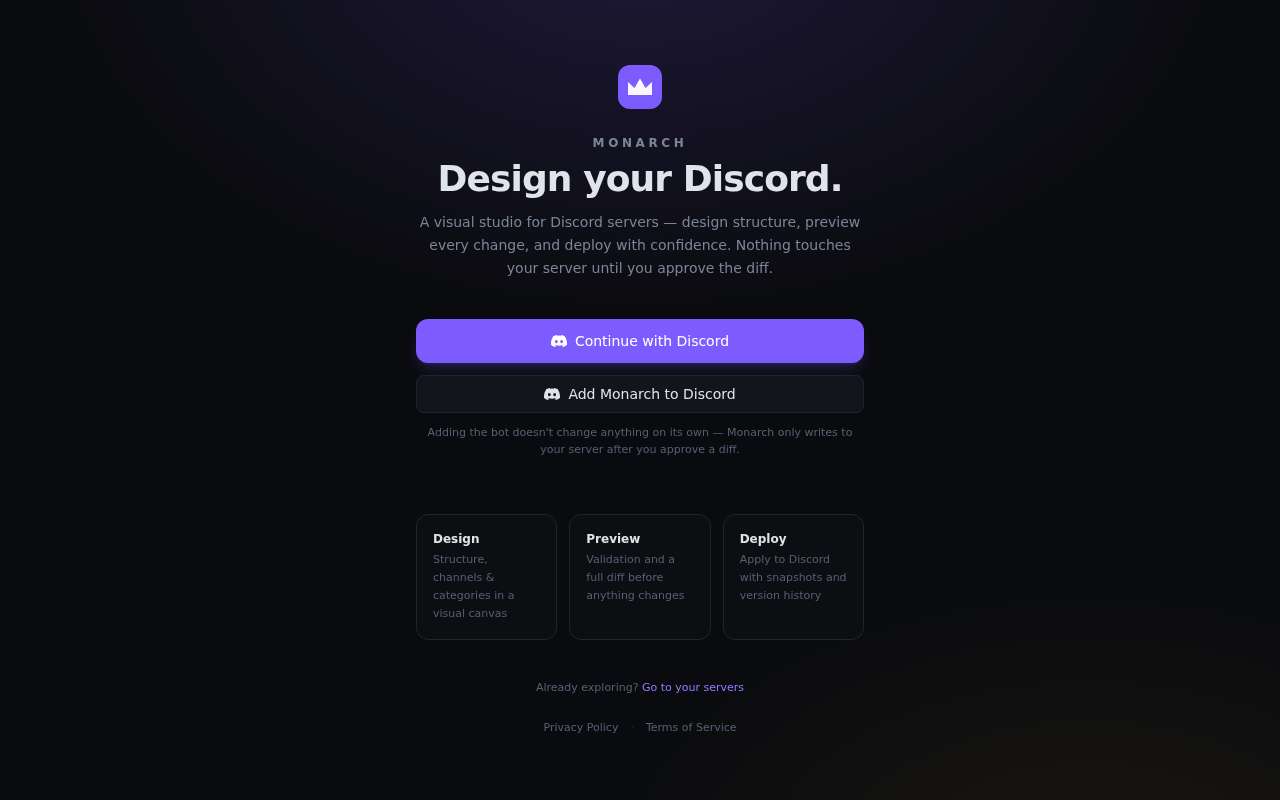 MONARCH
Design your Discord.
A visual studio for Discord servers — design structure, preview
every change, and deploy with confidence. Nothing touches
your server until you approve the diff.
Continue with Discord
Add Monarch to Discord
Adding the bot doesn't change anything on its own — Monarch only writes to
your server after you approve a diff.
Design
Structure,
channels &
categories in a
visual canvas
Preview
Validation and a
full diff before
anything changes
Deploy
Apply to Discord
with snapshots and
version history
Already exploring? Go to your servers
Privacy Policy · Terms of Service